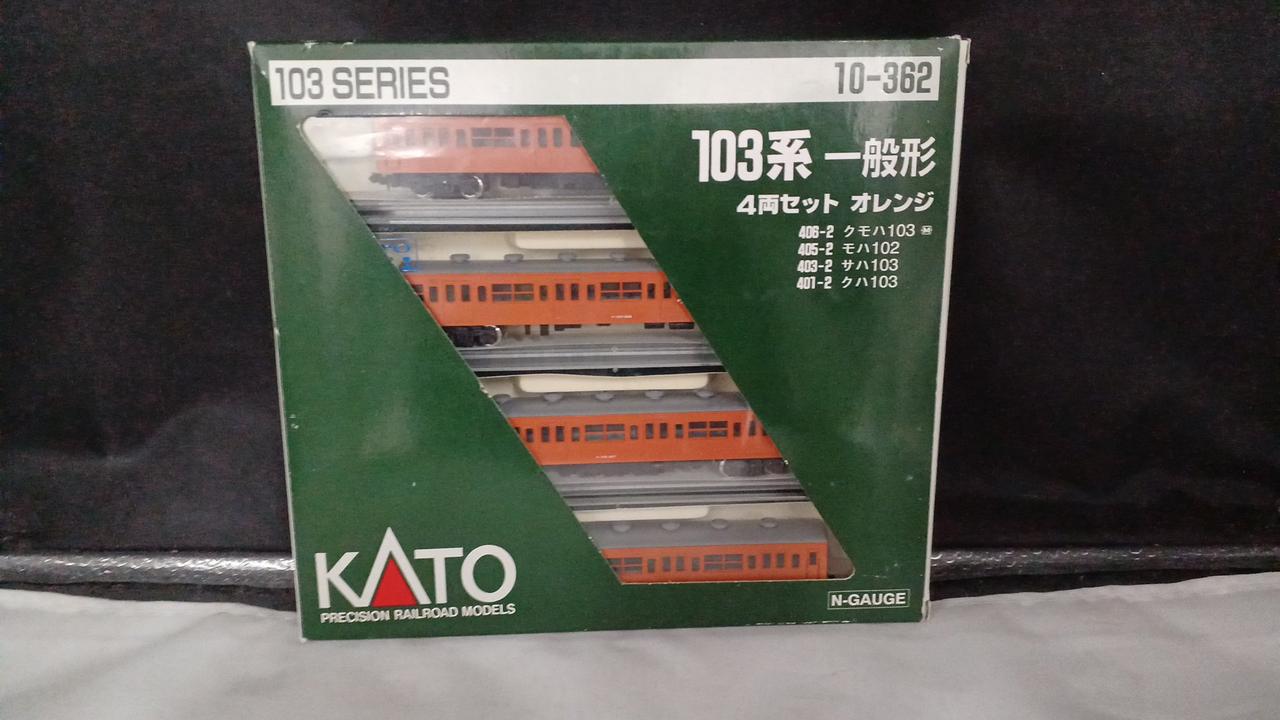 103 SERIES 10-362
103系 一般形
4両セット オレンジ
406-2 クモハ103 Ⓜ
405-2 モハ102
403-2 サハ103
401-2 クハ103
KATO
PRECISION RAILROAD MODELS
N-GAUGE